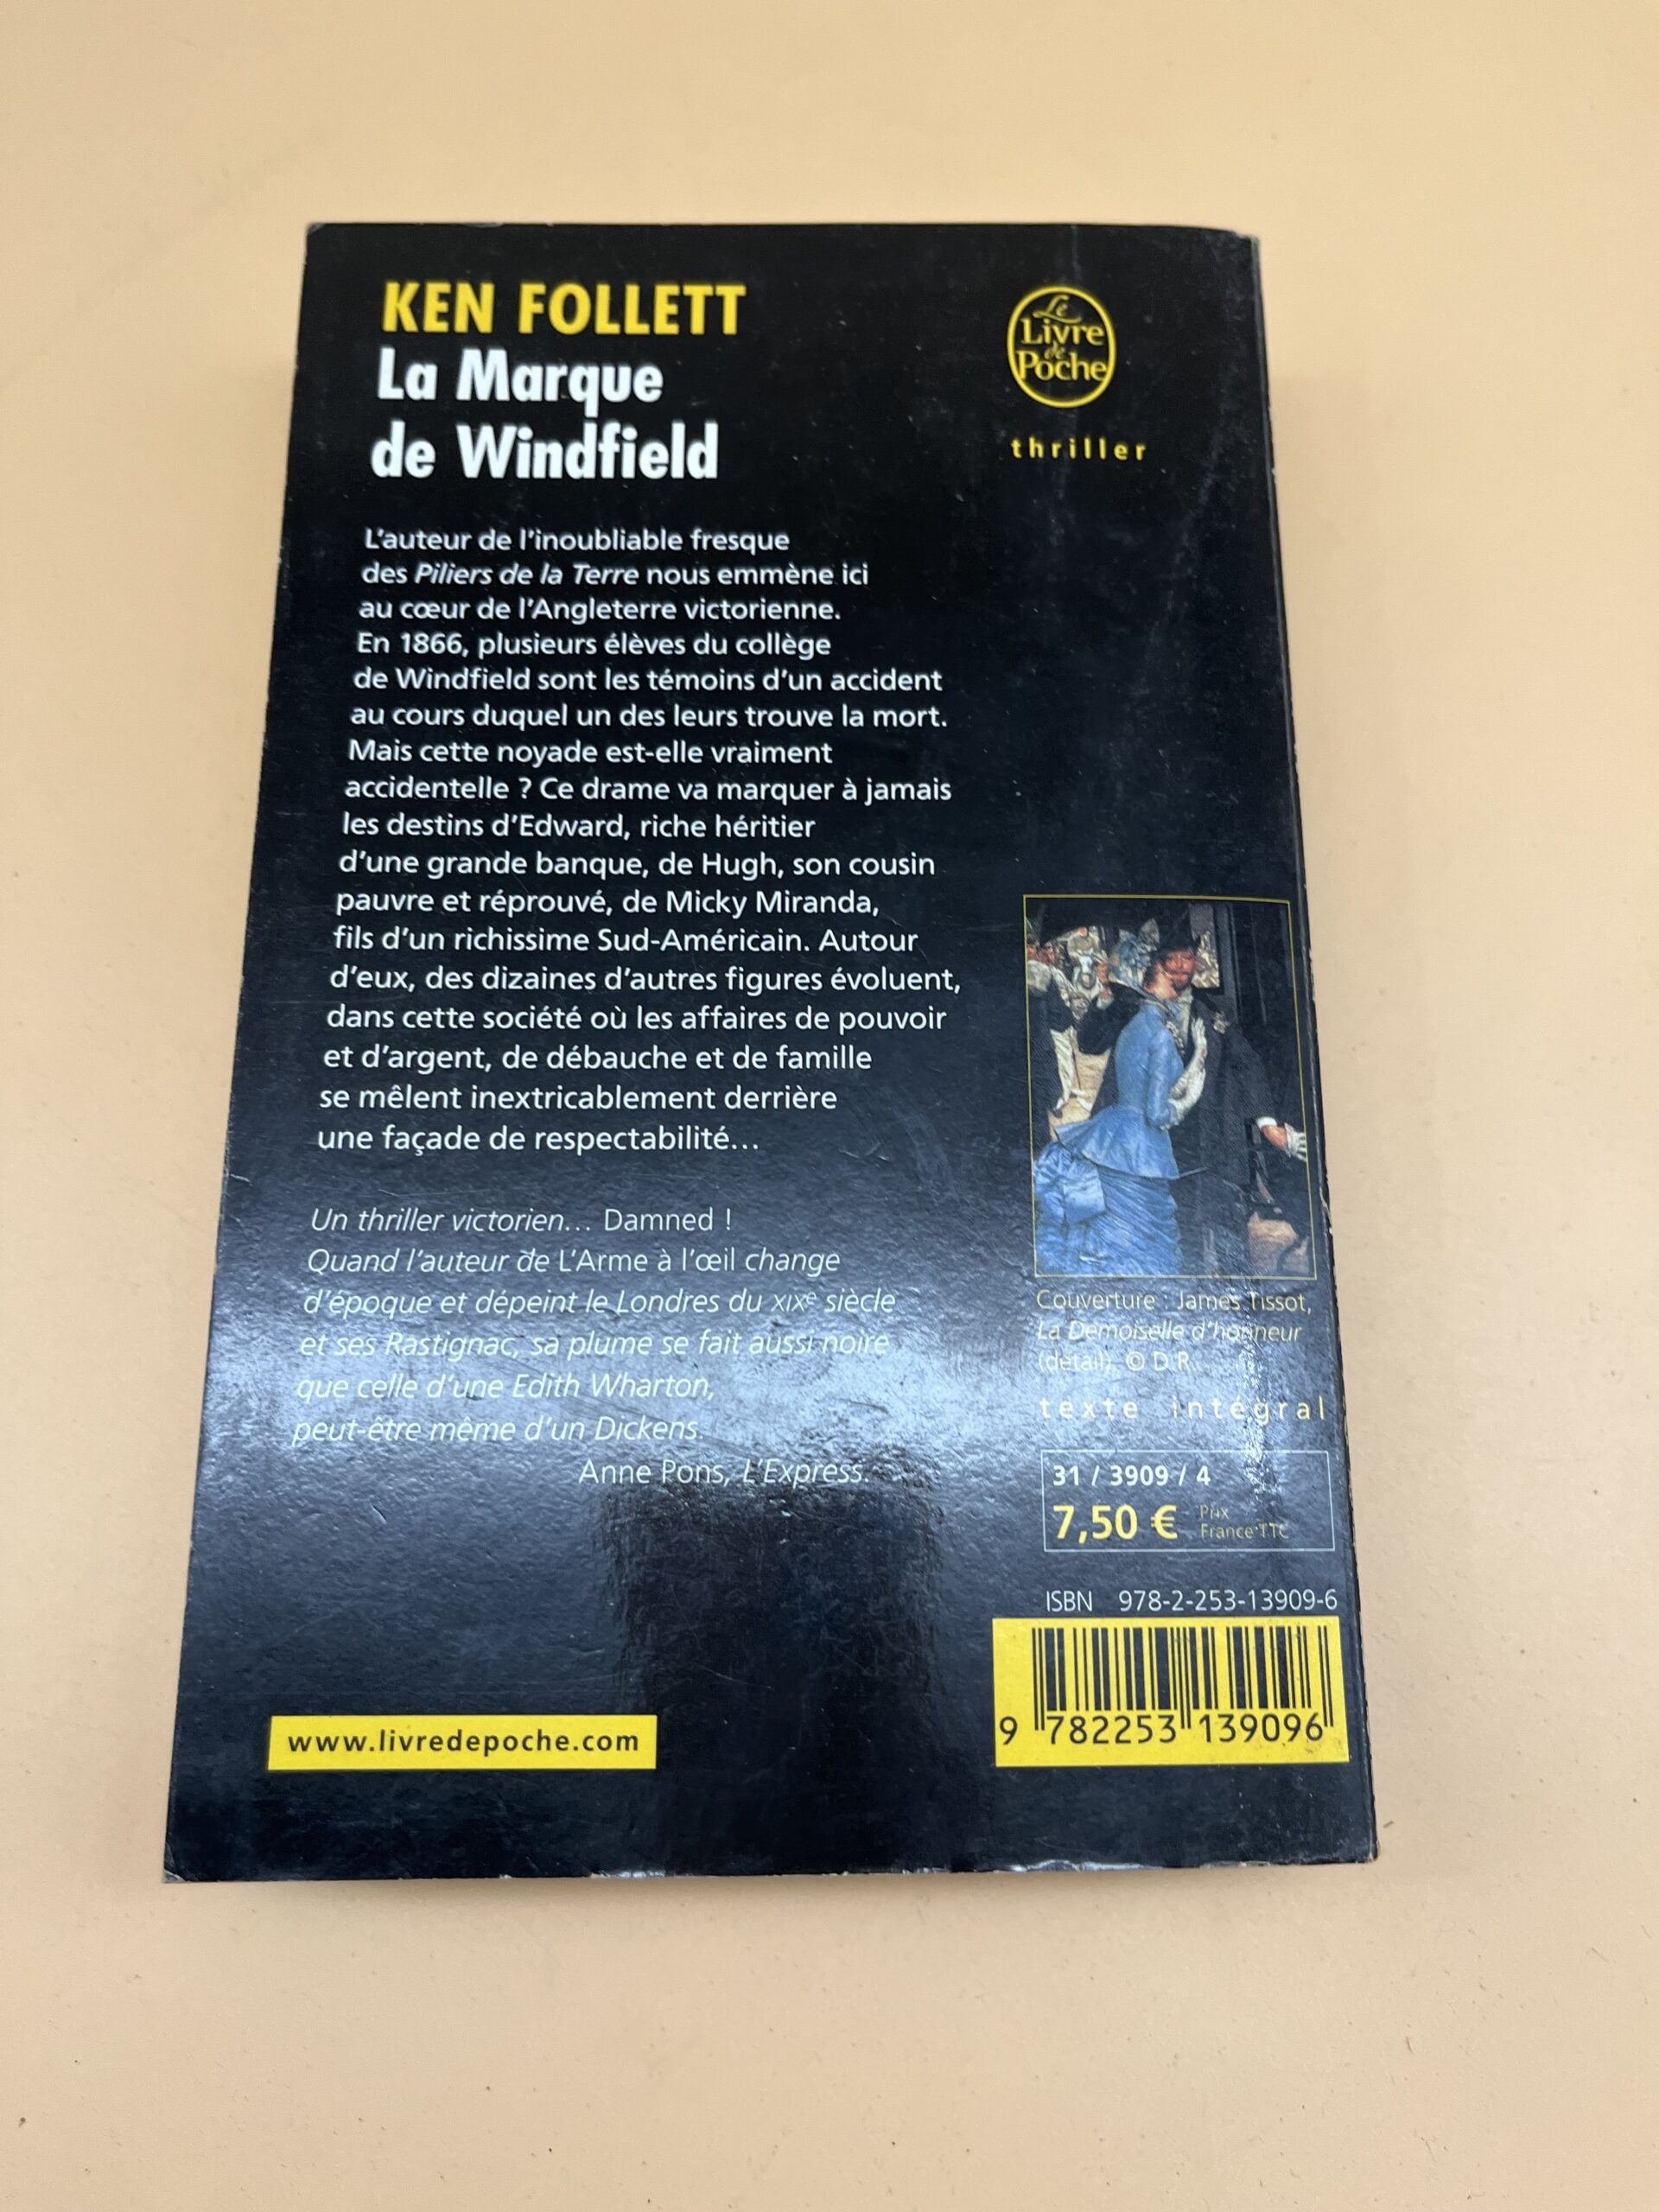 KEN FOLLETT
La Marque
de Windfield
Le
Livre
de
Poche
thriller
L'auteur de l'inoubliable fresque
des Piliers de la Terre nous emmène ici
au cœur de l'Angleterre victorienne.
En 1866, plusieurs élèves du collège
de Windfield sont les témoins d'un accident
au cours duquel un des leurs trouve la mort.
Mais cette noyade est-elle vraiment
accidentelle ? Ce drame va marquer à jamais
les destins d'Edward, riche héritier
d'une grande banque, de Hugh, son cousin
pauvre et réprouvé, de Micky Miranda,
fils d'un richissime Sud-Américain. Autour
d'eux, des dizaines d'autres figures évoluent,
dans cette société où les affaires de pouvoir
et d'argent, de débauche et de famille
se mêlent inextricablement derrière
une façade de respectabilité...
Un thriller victorien... Damned !
Quand l'auteur de L'Arme à l'œil change
d'époque et dépeint le Londres du XIXe siècle
et ses Rastignac, sa plume se fait aussi noire
que celle d'une Edith Wharton,
peut-être même d'un Dickens.
Anne Pons, L'Express.
Couverture : James Tissot,
La Demoiselle d'honneur
(détail). © D.R.
texte intégral
31 / 3909 / 4
7,50 € Prix
France TTC
ISBN 978-2-253-13909-6
9 782253 139096
www.livredepoche.com